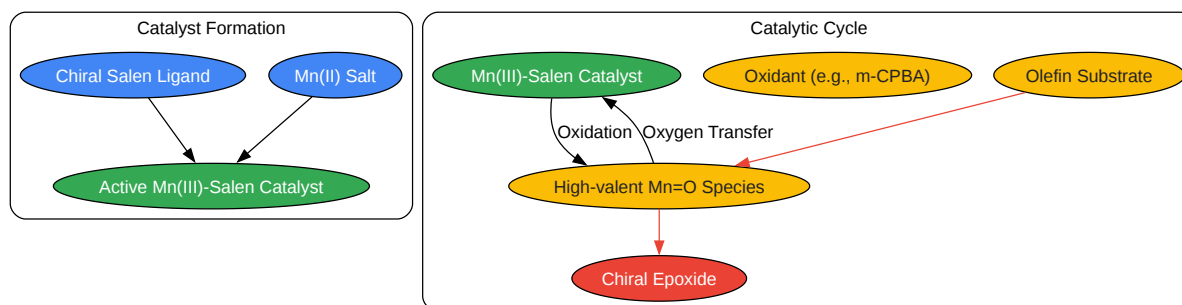 Catalyst Formation
Chiral Salen Ligand
Mn(II) Salt
Active Mn(III)-Salen Catalyst
Catalytic Cycle
Mn(III)-Salen Catalyst
Oxidant (e.g., m-CPBA)
Olefin Substrate
Oxidation
Oxygen Transfer
High-valent Mn=O Species
Chiral Epoxide